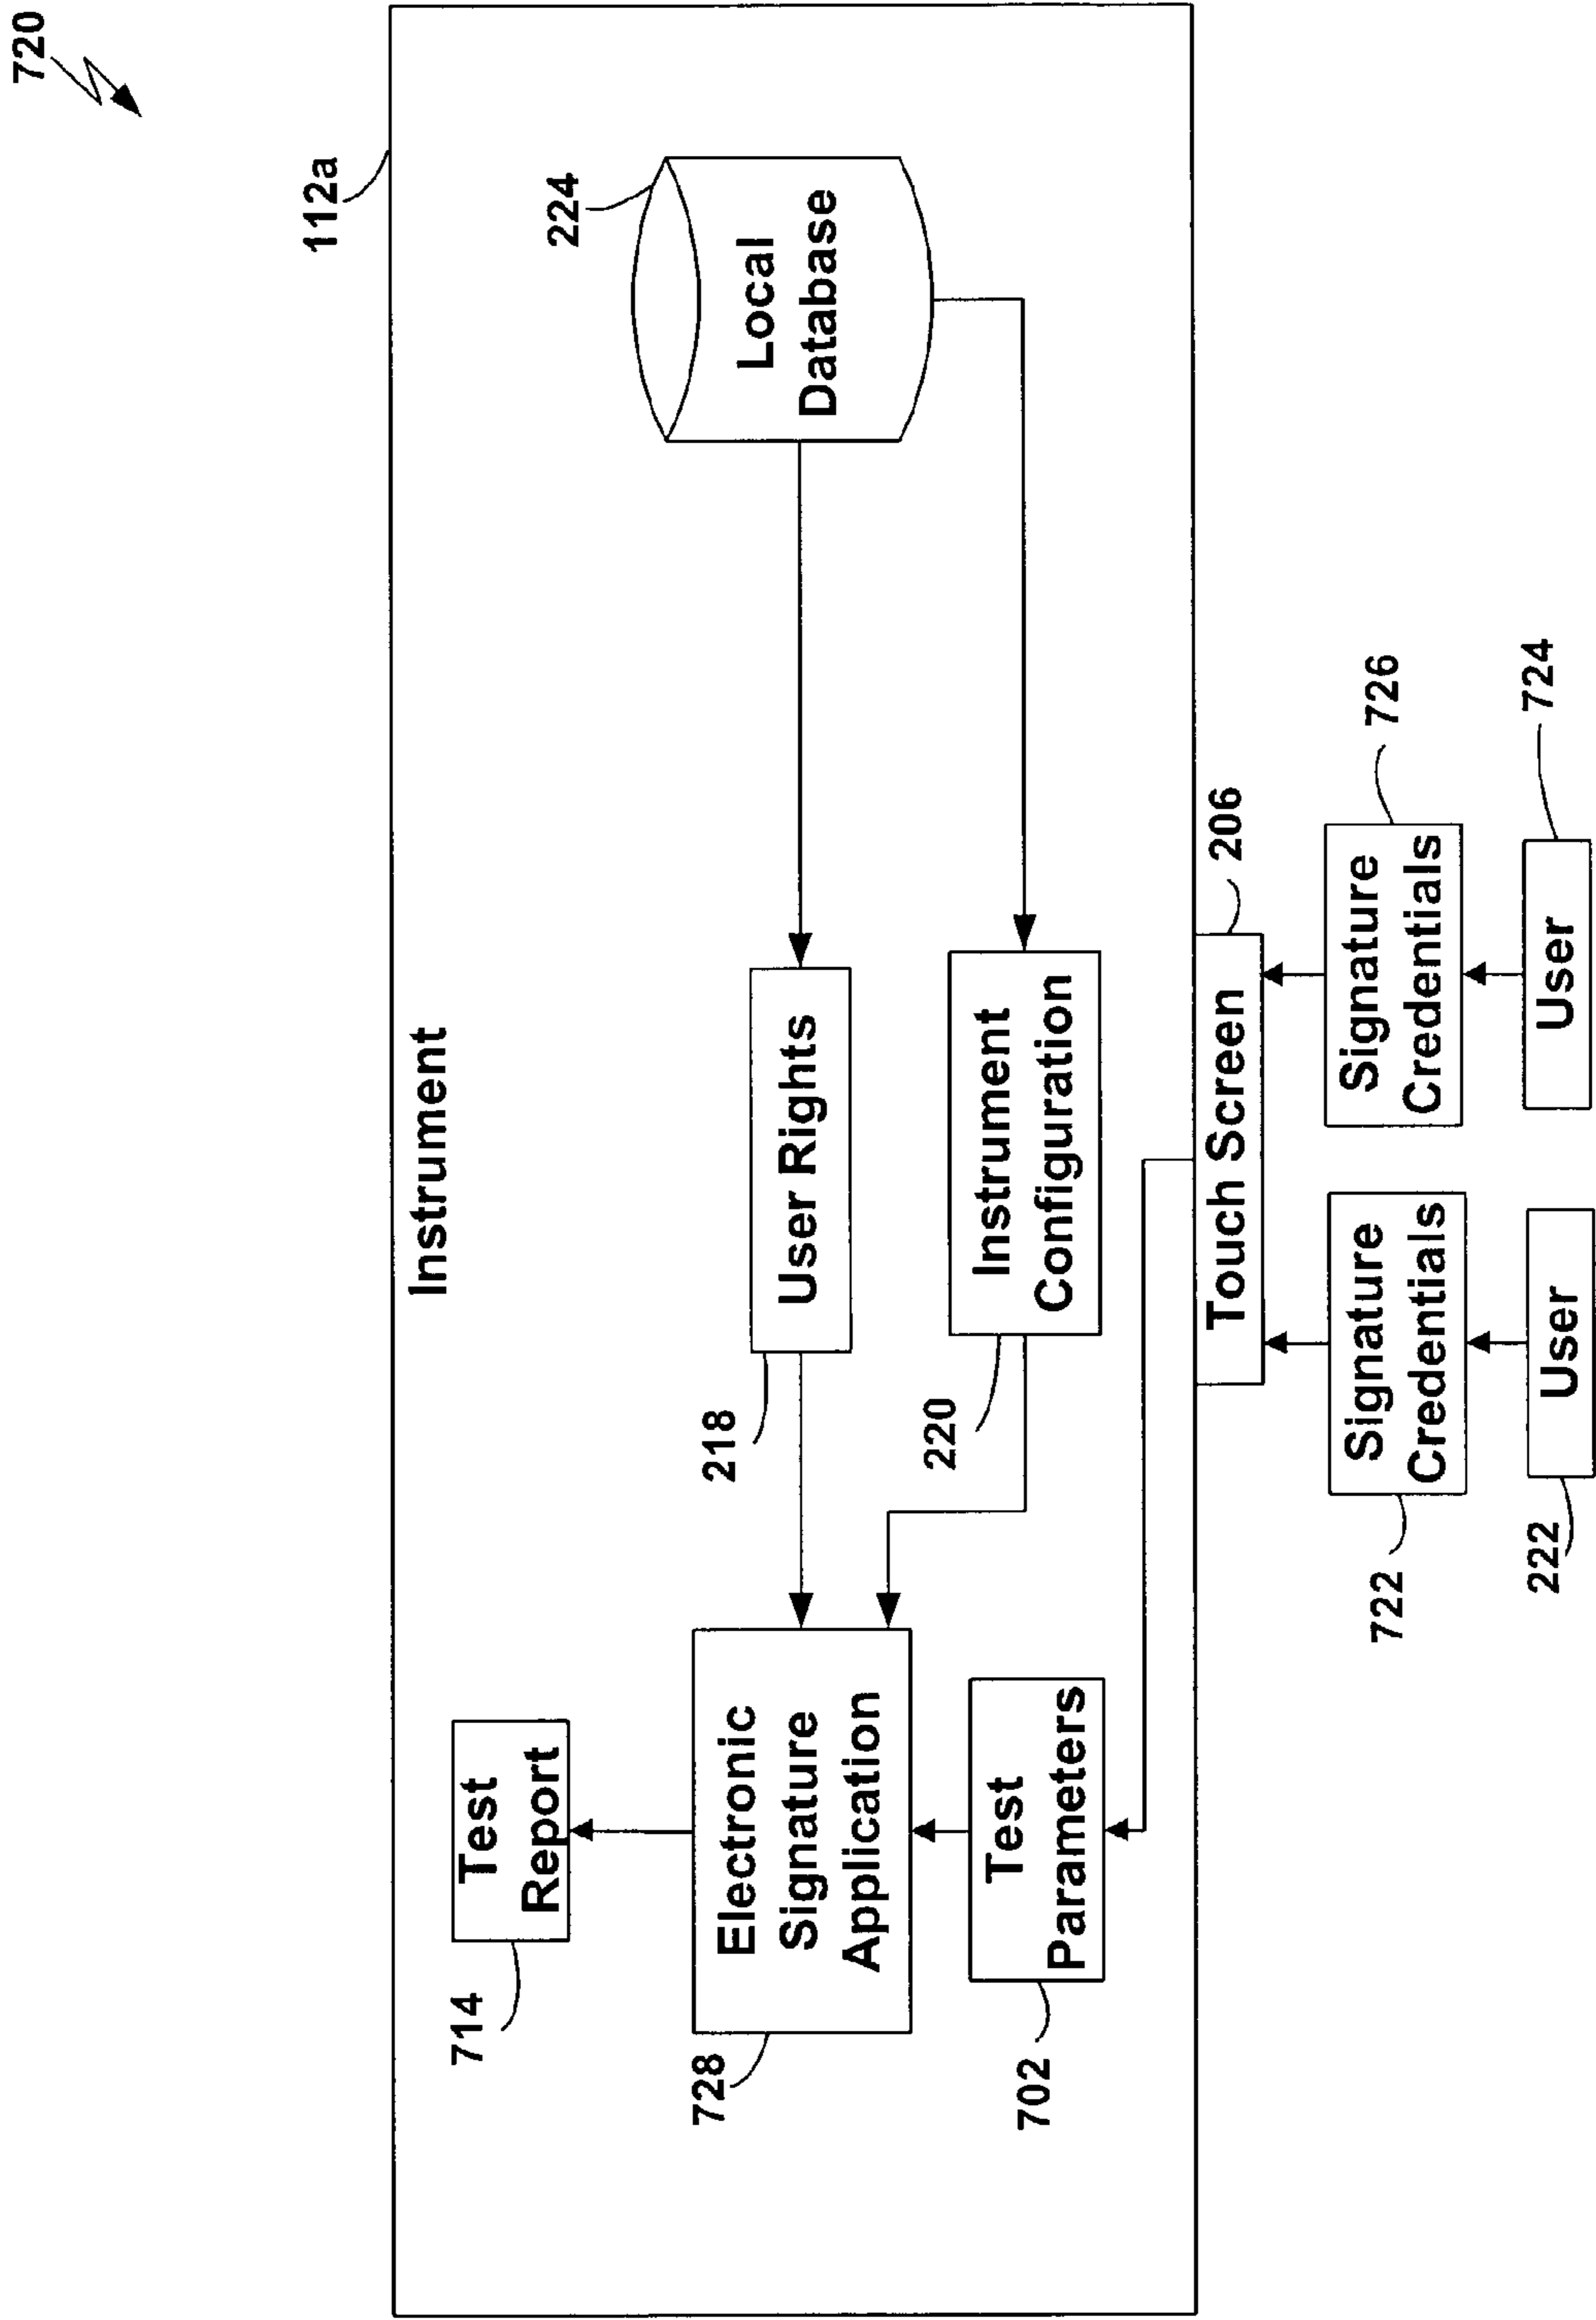 720
112a
Instrument
714
Test
Report
728
Electronic
Signature
Application
218
User Rights
224
Local
Database
702
Test
Parameters
220
Instrument
Configuration
Touch Screen
206
722
Signature
Credentials
Signature
Credentials
726
222
User
User
724